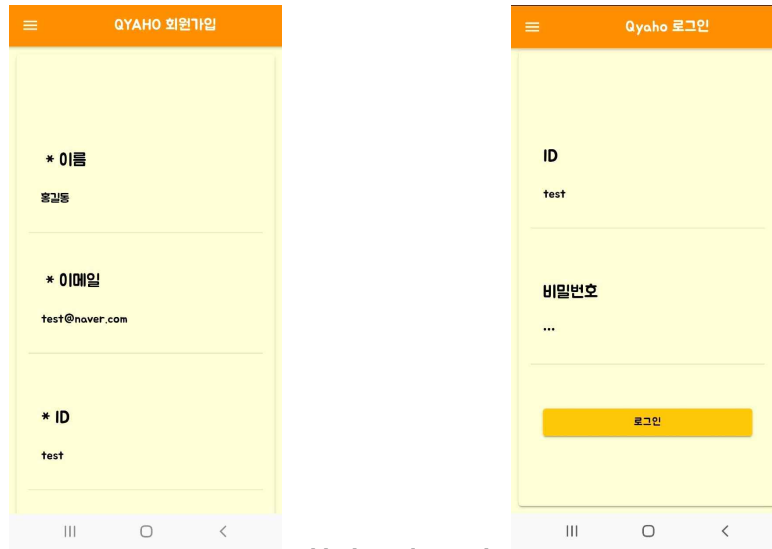 QYAHO 회원가입
* 이름
홍길동
* 이메일
test@naver.com
* ID
test
Qyaho 로그인
ID
test
비밀번호
...
로그인